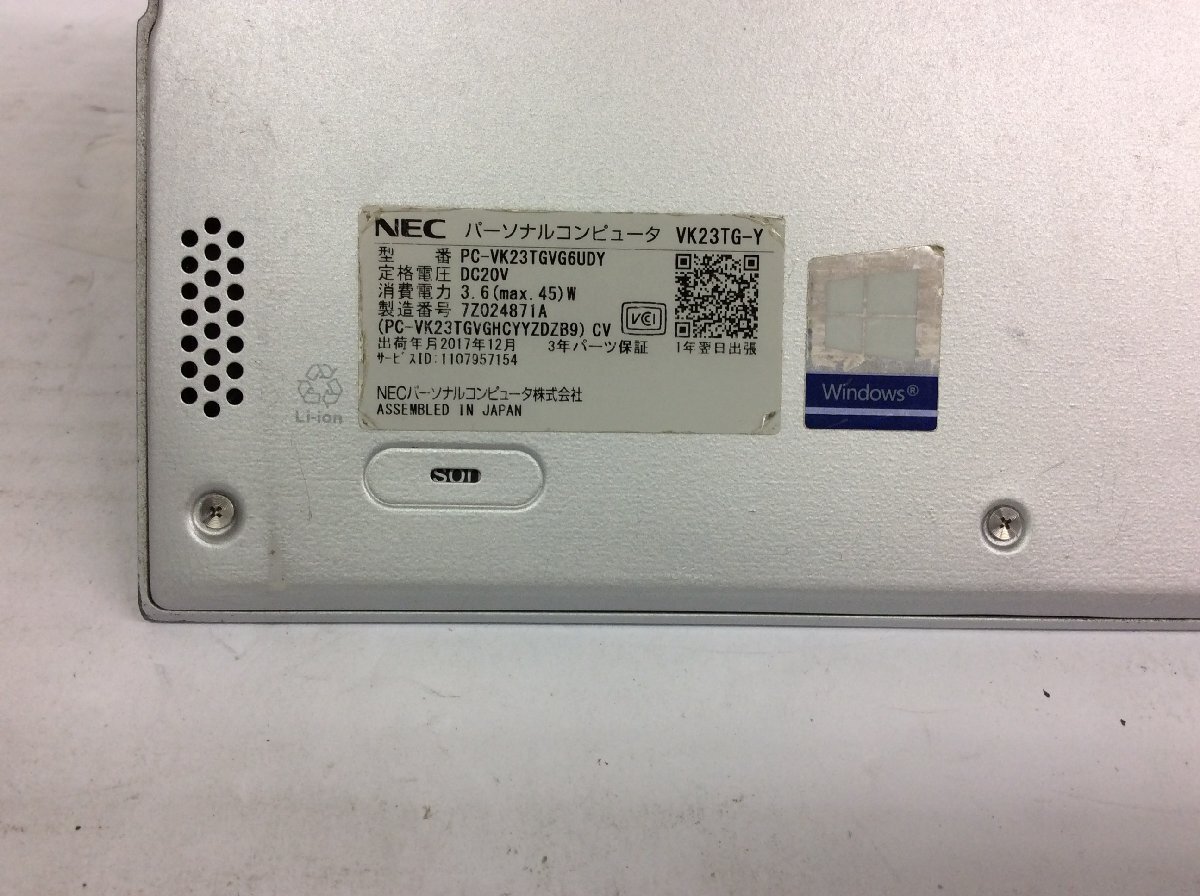 NEC パーソナルコンピュータ VK23TG-Y
型 番 PC-VK23TGVG6UDY
定格電圧 DC20V
消費電力 3.6(max.45)W
製造番号 7Z024871A
(PC-VK23TGVGHCYYZDZB9) CV
VCI
出荷年月2017年12月 3年パーツ保証 1年翌日出張
サービスID:1107957154
NECパーソナルコンピュータ株式会社
ASSEMBLED IN JAPAN
Li-ion
Windows®